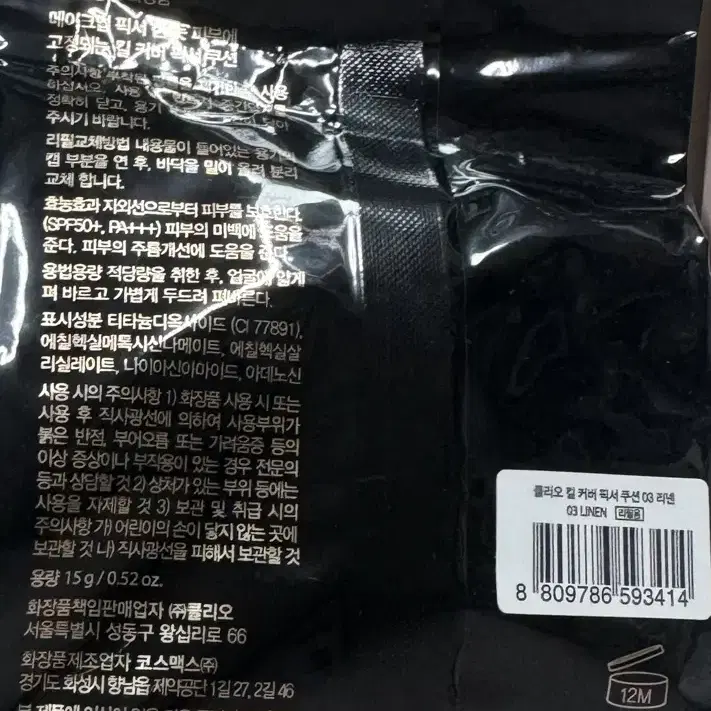 메이크업 픽서 피부에
고정되는 킬 커버 픽서 쿠션
주의사항 사용
하십시오. 사용
정확히 닫고, 용기
주시기 바랍니다.
리필교체방법 내용물이 들어있는 용기의
캡 부분을 연 후, 바닥을 밀어 올려 분리
교체 합니다.
효능효과 자외선으로부터 피부를 보호한다.
(SPF50+, PA+++) 피부의 미백에 도움을
준다. 피부의 주름개선에 도움을 준다.
용법용량 적당량을 취한 후, 얼굴에 얇게
펴 바르고 가볍게 두드려 펴바른다.
표시성분 티타늄디옥사이드 (CI 77891),
에칠헥실메톡시신나메이트, 에칠헥실살
리실레이트, 나이아신아마이드, 아데노신
사용 시의 주의사항 1) 화장품 사용 시 또는
사용 후 직사광선에 의하여 사용부위가
붉은 반점, 부어오름 또는 가려움증 등의
이상 증상이나 부작용이 있는 경우 전문의
등과 상담할 것 2) 상처가 있는 부위 등에는
사용을 자제할 것 3) 보관 및 취급 시의
주의사항 가) 어린이의 손이 닿지 않는 곳에
보관할 것 나) 직사광선을 피해서 보관할 것
용량 15g / 0.52 oz.
화장품책임판매업자 ㈜클리오
서울특별시 성동구 왕십리로 66
화장품제조업자 코스맥스㈜
경기도 화성시 향남읍 제약공단 1길 27, 2길 46
클리오 킬 커버 픽서 쿠션 03 리넨
03 LINEN 리필용
8 809786 593414
12M